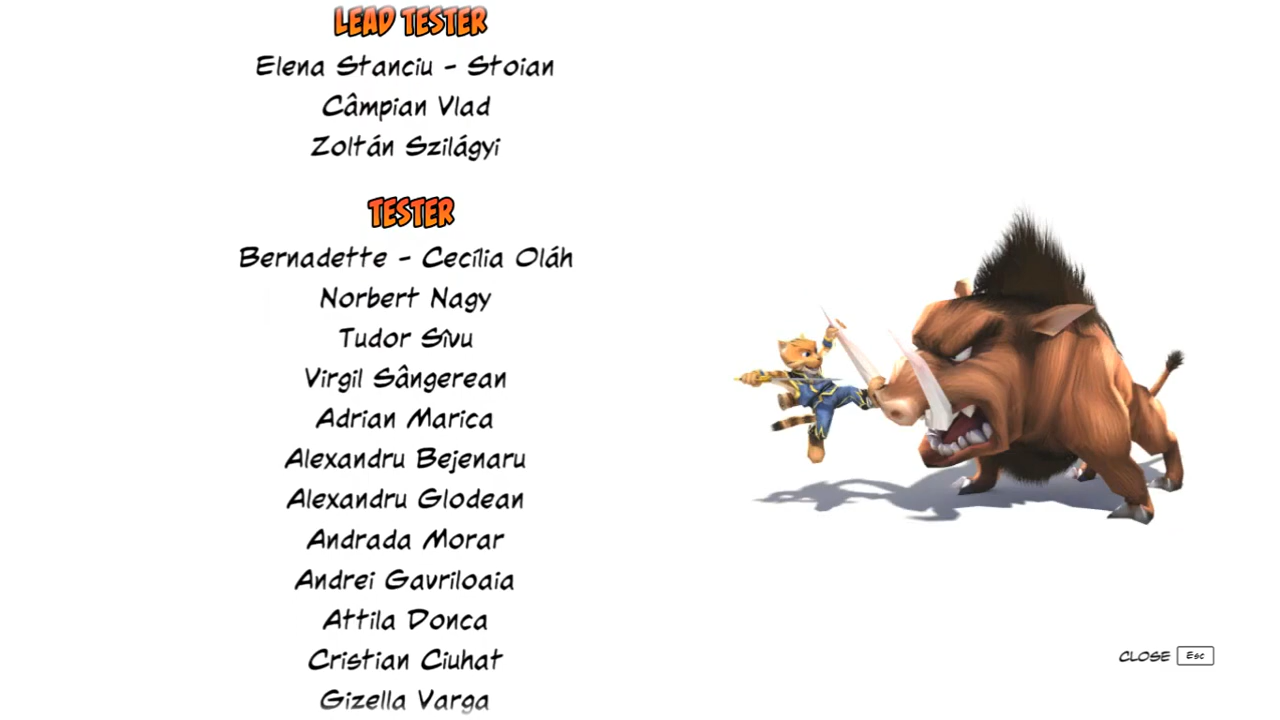 LEAD TESTER
Elena Stanciu - Stoian
Câmpian Vlad
Zoltán Szilágyi
TESTER
Bernadette - Cecília Oláh
Norbert Nagy
Tudor Sîvu
Virgil Sângerean
Adrian Marica
Alexandru Bejenaru
Alexandru Glodean
Andrada Morar
Andrei Gavriloaia
Attila Donca
Cristian Ciuhat
Gizella Varga
CLOSE Esc